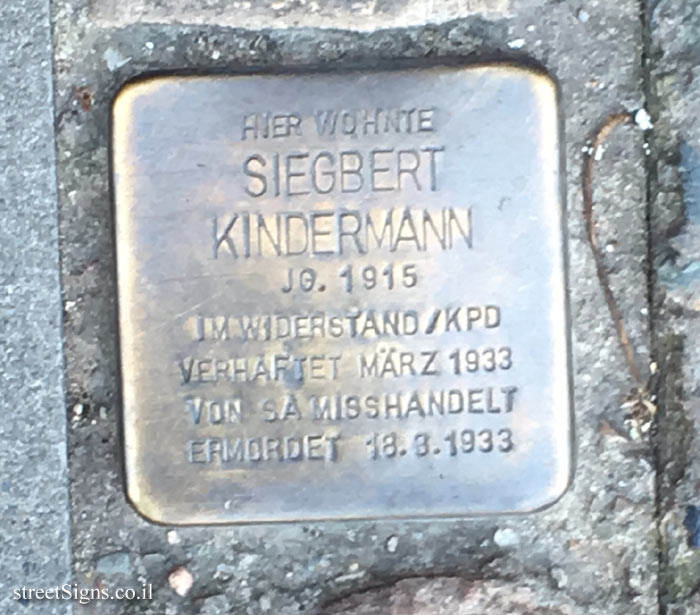 HIER WOHNTE
SIEGBERT
KINDERMANN
JG. 1915
IM WIDERSTAND/KPD
VERHAFTET MÄRZ 1933
VON SA MISSHANDELT
ERMORDET 18.3.1933
streetSigns.co.il